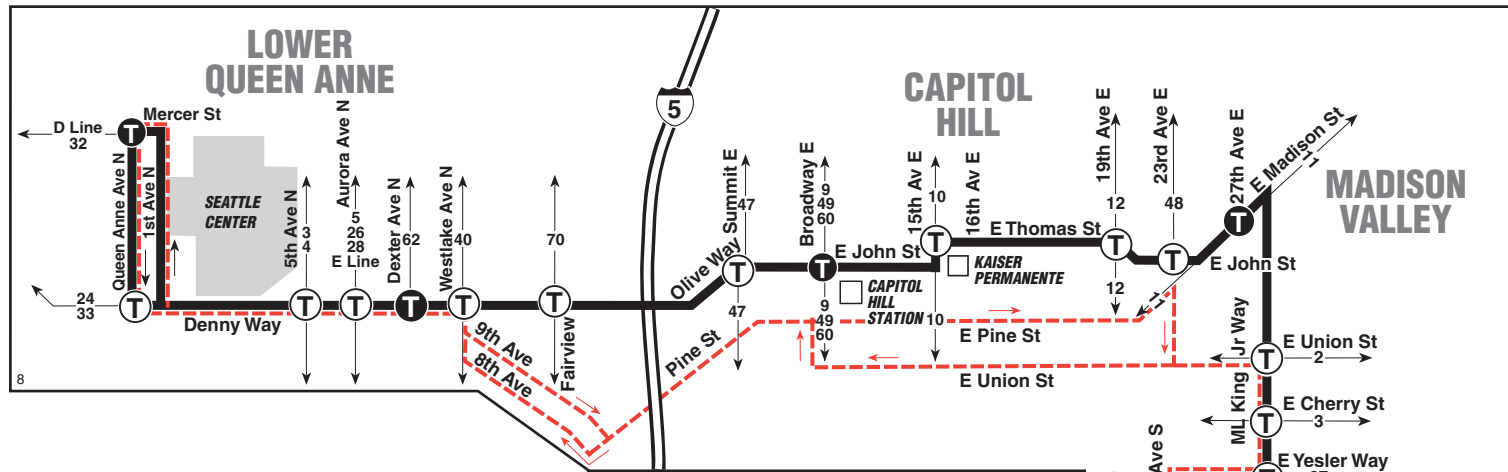 LOWER
QUEEN ANNE
CAPITOL
HILL
MADISON
VALLEY
5
Mercer St
D Line
32
T
Queen Anne Ave N
1st Ave N
SEATTLE
CENTER
24
33
T
Denny Way
5th Ave N
3
4
T
Aurora Ave N
5
26
28
E Line
T
Dexter Ave N
62
T
Westlake Ave N
40
T
70
T
Fairview
9th Ave
8th Ave
Olive Way
Pine St
Summit E
47
T
47
Broadway E
9
49
60
T
9
49
60
E John St
CAPITOL
HILL
STATION
15th Av E
10
T
10
16th Av E
KAISER
PERMANENTE
E Thomas St
19th Ave E
12
T
12
23rd Ave E
48
T
11
27th Ave E
T
E Madison St
11
E John St
E Pine St
E Union St
Jr Way
ML King
T
E Union St
2
T
E Cherry St
3
Ave S
T
E Yesler Way
8